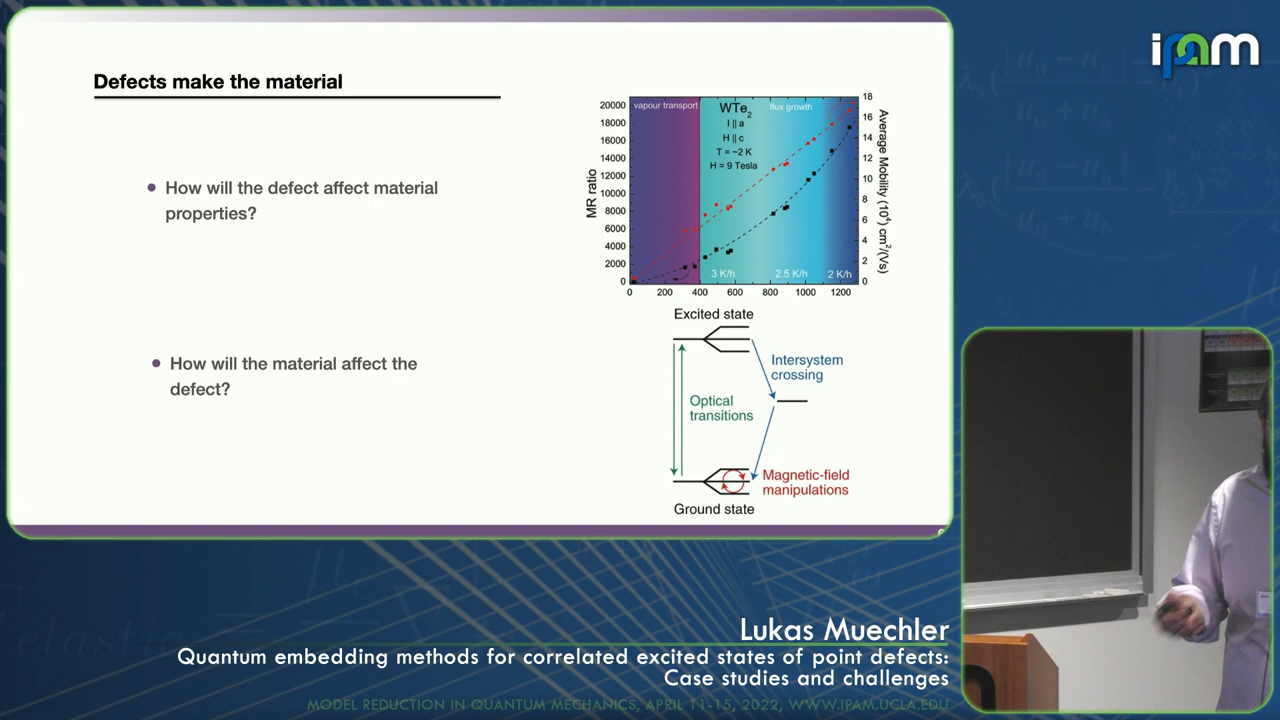 ipam
Defects make the material
How will the defect affect material
properties?
How will the material affect the
defect?
vapour transport
WTe2
flux growth
I || a
H || c
T = ~2 K
H = 9 Tesla
3 K/h
2.5 K/h
2 K/h
MR ratio
20000
18000
16000
14000
12000
10000
8000
6000
4000
2000
0
0
200
400
600
800
1000
1200
18
16
14
12
10
8
6
4
2
0
Average Mobility (10⁴) cm²/(Vs)
Excited state
Intersystem
crossing
Optical
transitions
Magnetic-field
manipulations
Ground state
Lukas Muechler
Quantum embedding methods for correlated excited states of point defects:
Case studies and challenges
MODEL REDUCTION IN QUANTUM MECHANICS, APRIL 11-15, 2022, WWW.IPAM.UCLA.EDU